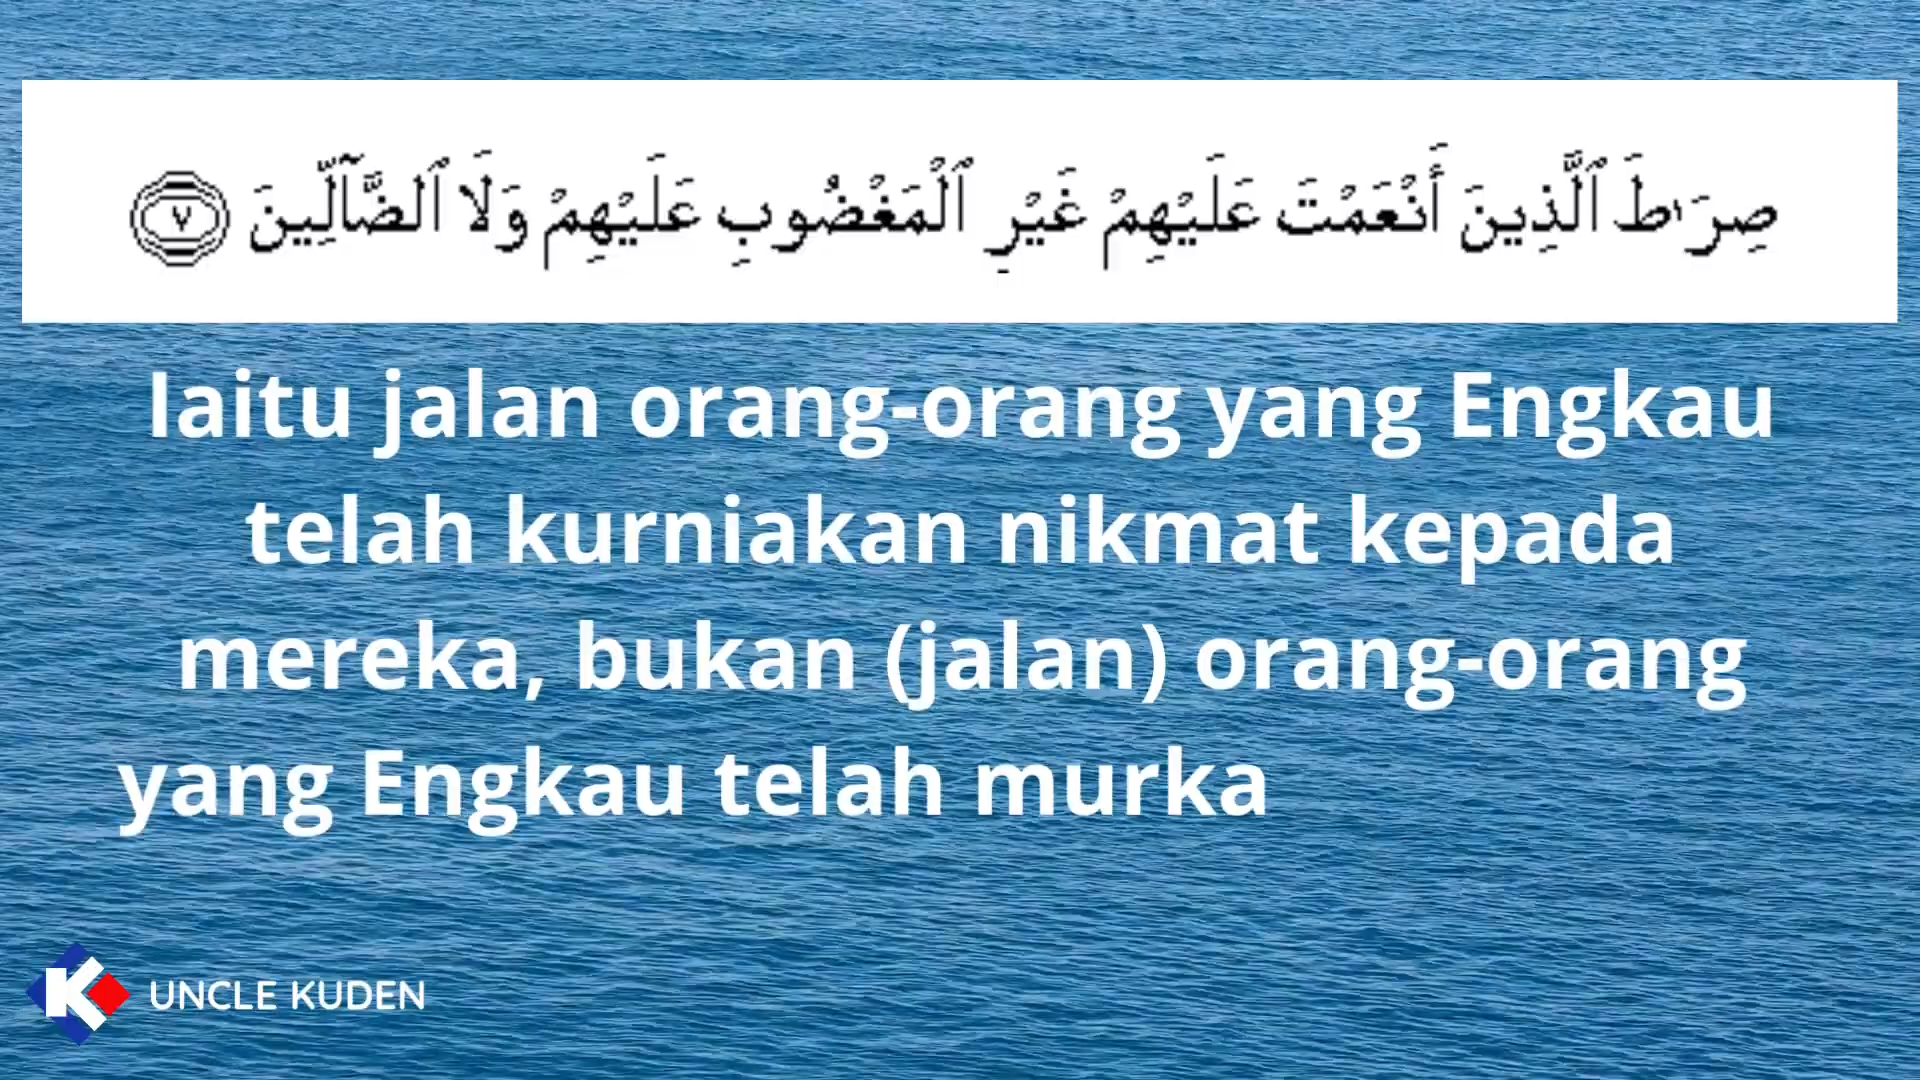 صِرَٰطَ ٱلَّذِينَ أَنْعَمْتَ عَلَيْهِمْ غَيْرِ ٱلْمَغْضُوبِ عَلَيْهِمْ وَلَا ٱلضَّآلِّينَ ٧
Iaitu jalan orang-orang yang Engkau
telah kurniakan nikmat kepada
mereka, bukan (jalan) orang-orang
yang Engkau telah murka
UNCLE KUDEN